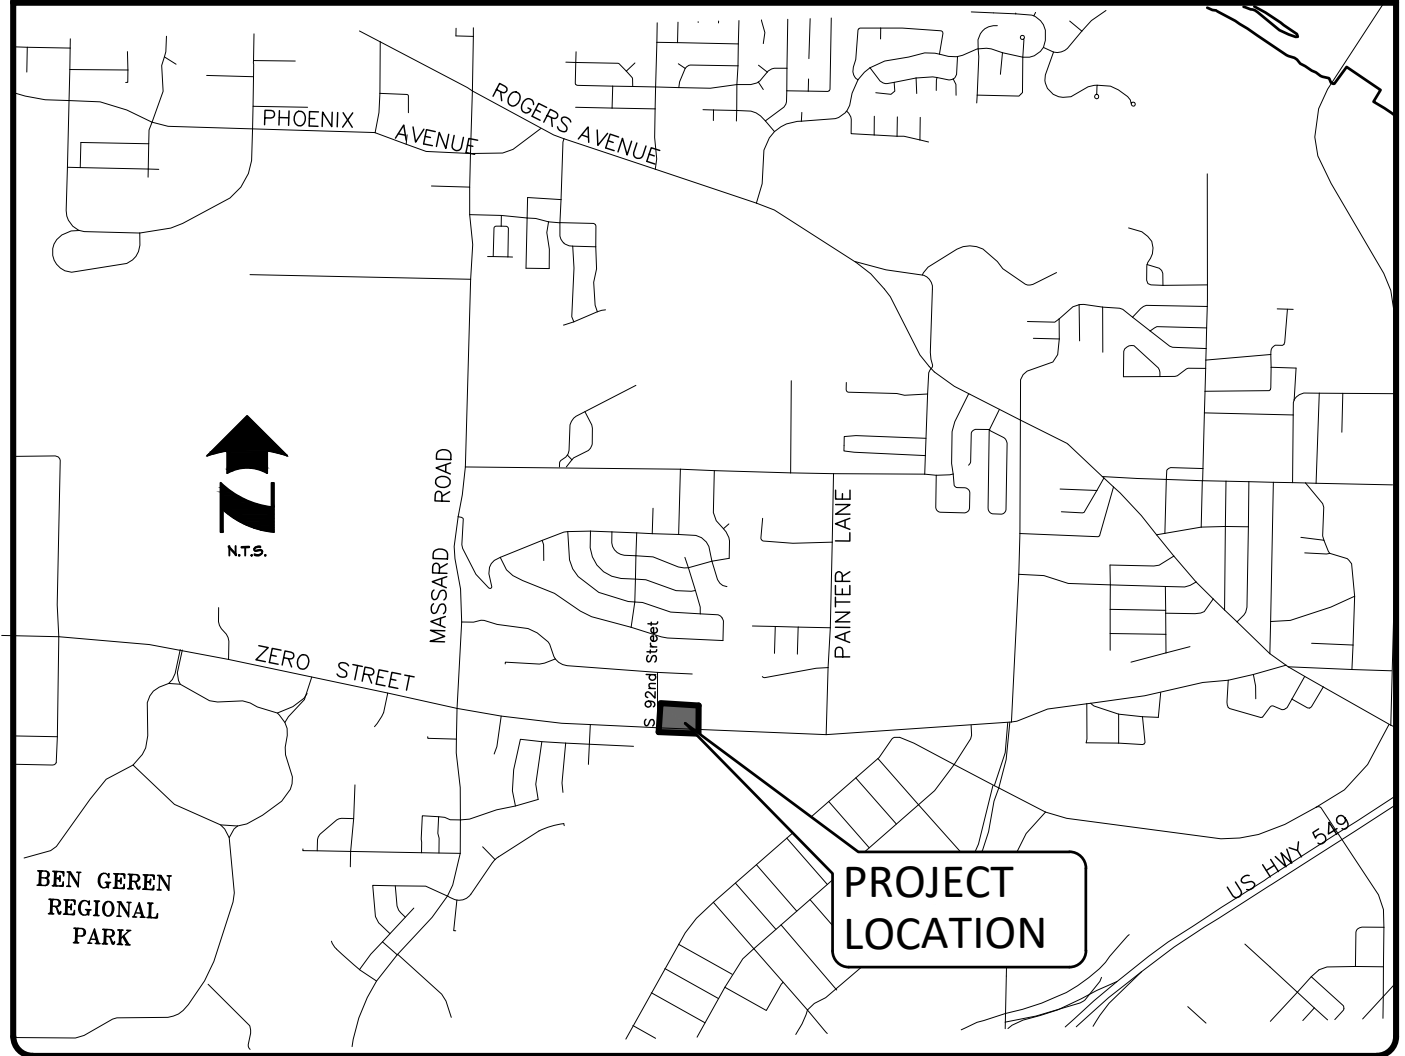 ROGERS AVENUE
PHOENIX AVENUE
MASSARD ROAD
N.T.S.
PAINTER LANE
ZERO STREET
S 92nd Street
PROJECT
LOCATION
US HWY 549
BEN GEREN
REGIONAL
PARK